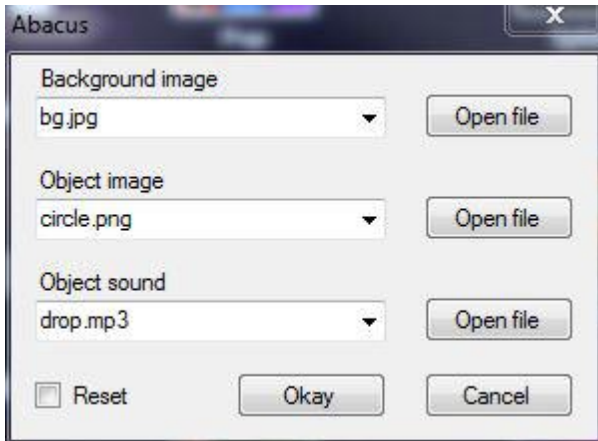 Abacus
Background image
bg.jpg
Open file
Object image
circle.png
Open file
Object sound
drop.mp3
Open file
Reset
Okay
Cancel